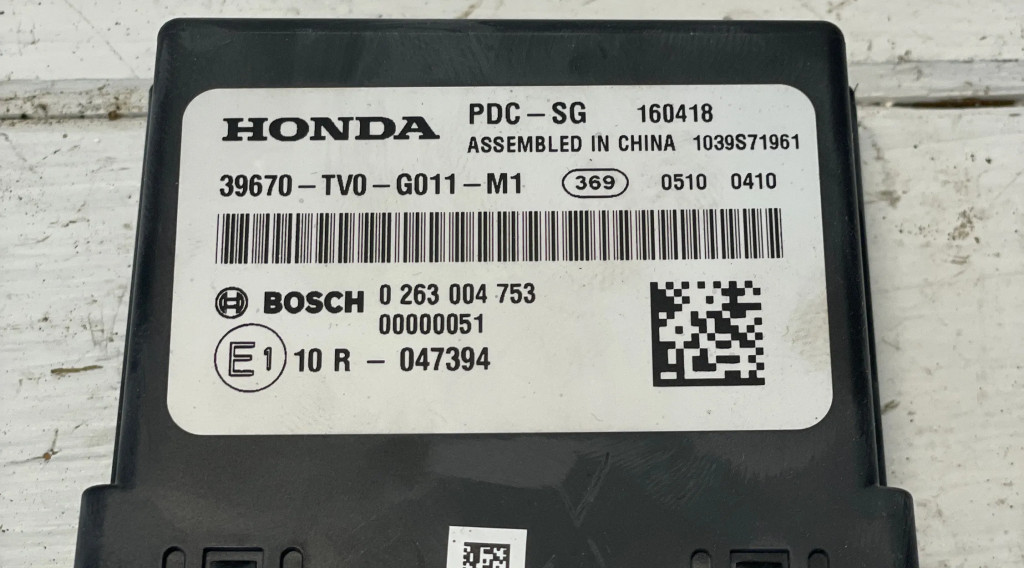 HONDA PDC-SG 160418
ASSEMBLED IN CHINA 1039S71961
39670-TV0-G011-M1 369 0510 0410
BOSCH 0 263 004 753
00000051
E1 10 R - 047394